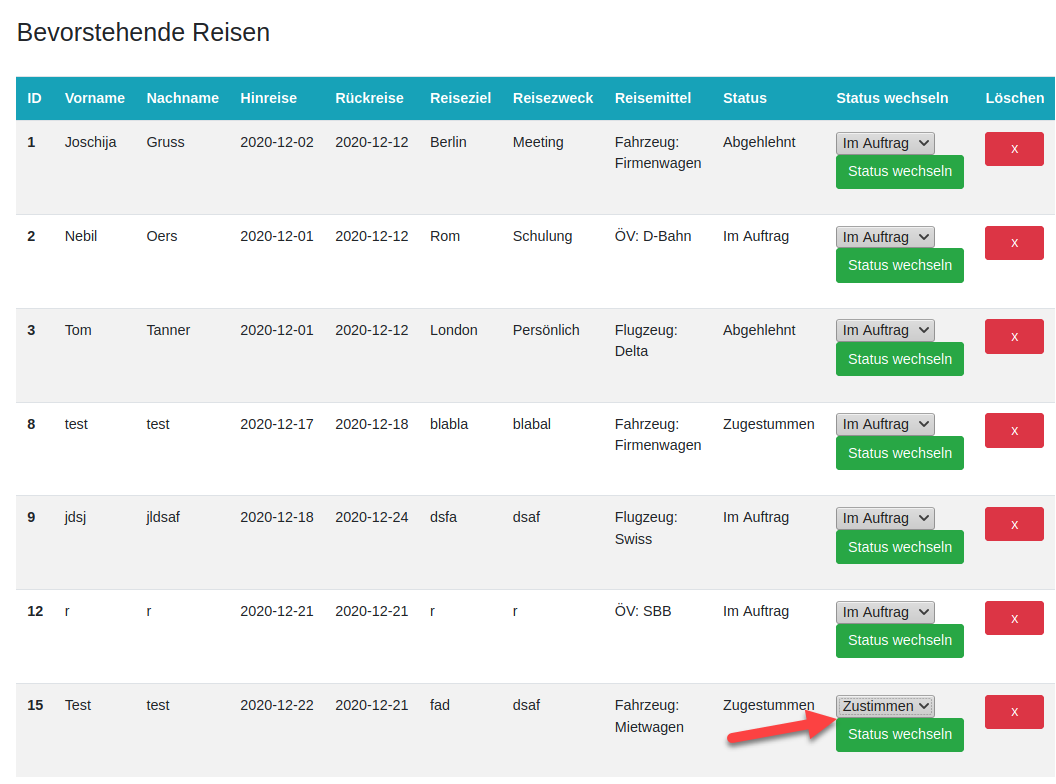 Bevorstehende Reisen
ID Vorname Nachname Hinreise Rückreise Reiseziel Reisezweck Reisemittel Status Status wechseln Löschen
1 Joschija Gruss 2020-12-02 2020-12-12 Berlin Meeting Fahrzeug: Abgehlehnt Im Auftrag
Firmenwagen Status wechseln x
2 Nebil Oers 2020-12-01 2020-12-12 Rom Schulung ÖV: D-Bahn Im Auftrag Im Auftrag x
Status wechseln
3 Tom Tanner 2020-12-01 2020-12-12 London Persönlich Flugzeug: Abgehlehnt Im Auftrag x
Delta Status wechseln
8 test test 2020-12-17 2020-12-18 blabla blabal Fahrzeug: Zugestummen Im Auftrag x
Firmenwagen Status wechseln
9 jdsj jldsaf 2020-12-18 2020-12-24 dsfa dsaf Flugzeug: Im Auftrag Im Auftrag x
Swiss Status wechseln
12 r r 2020-12-21 2020-12-21 r r ÖV: SBB Im Auftrag Im Auftrag x
Status wechseln
15 Test test 2020-12-22 2020-12-21 fad dsaf Fahrzeug: Zugestummen Zustimmen x
Mietwagen Status wechseln